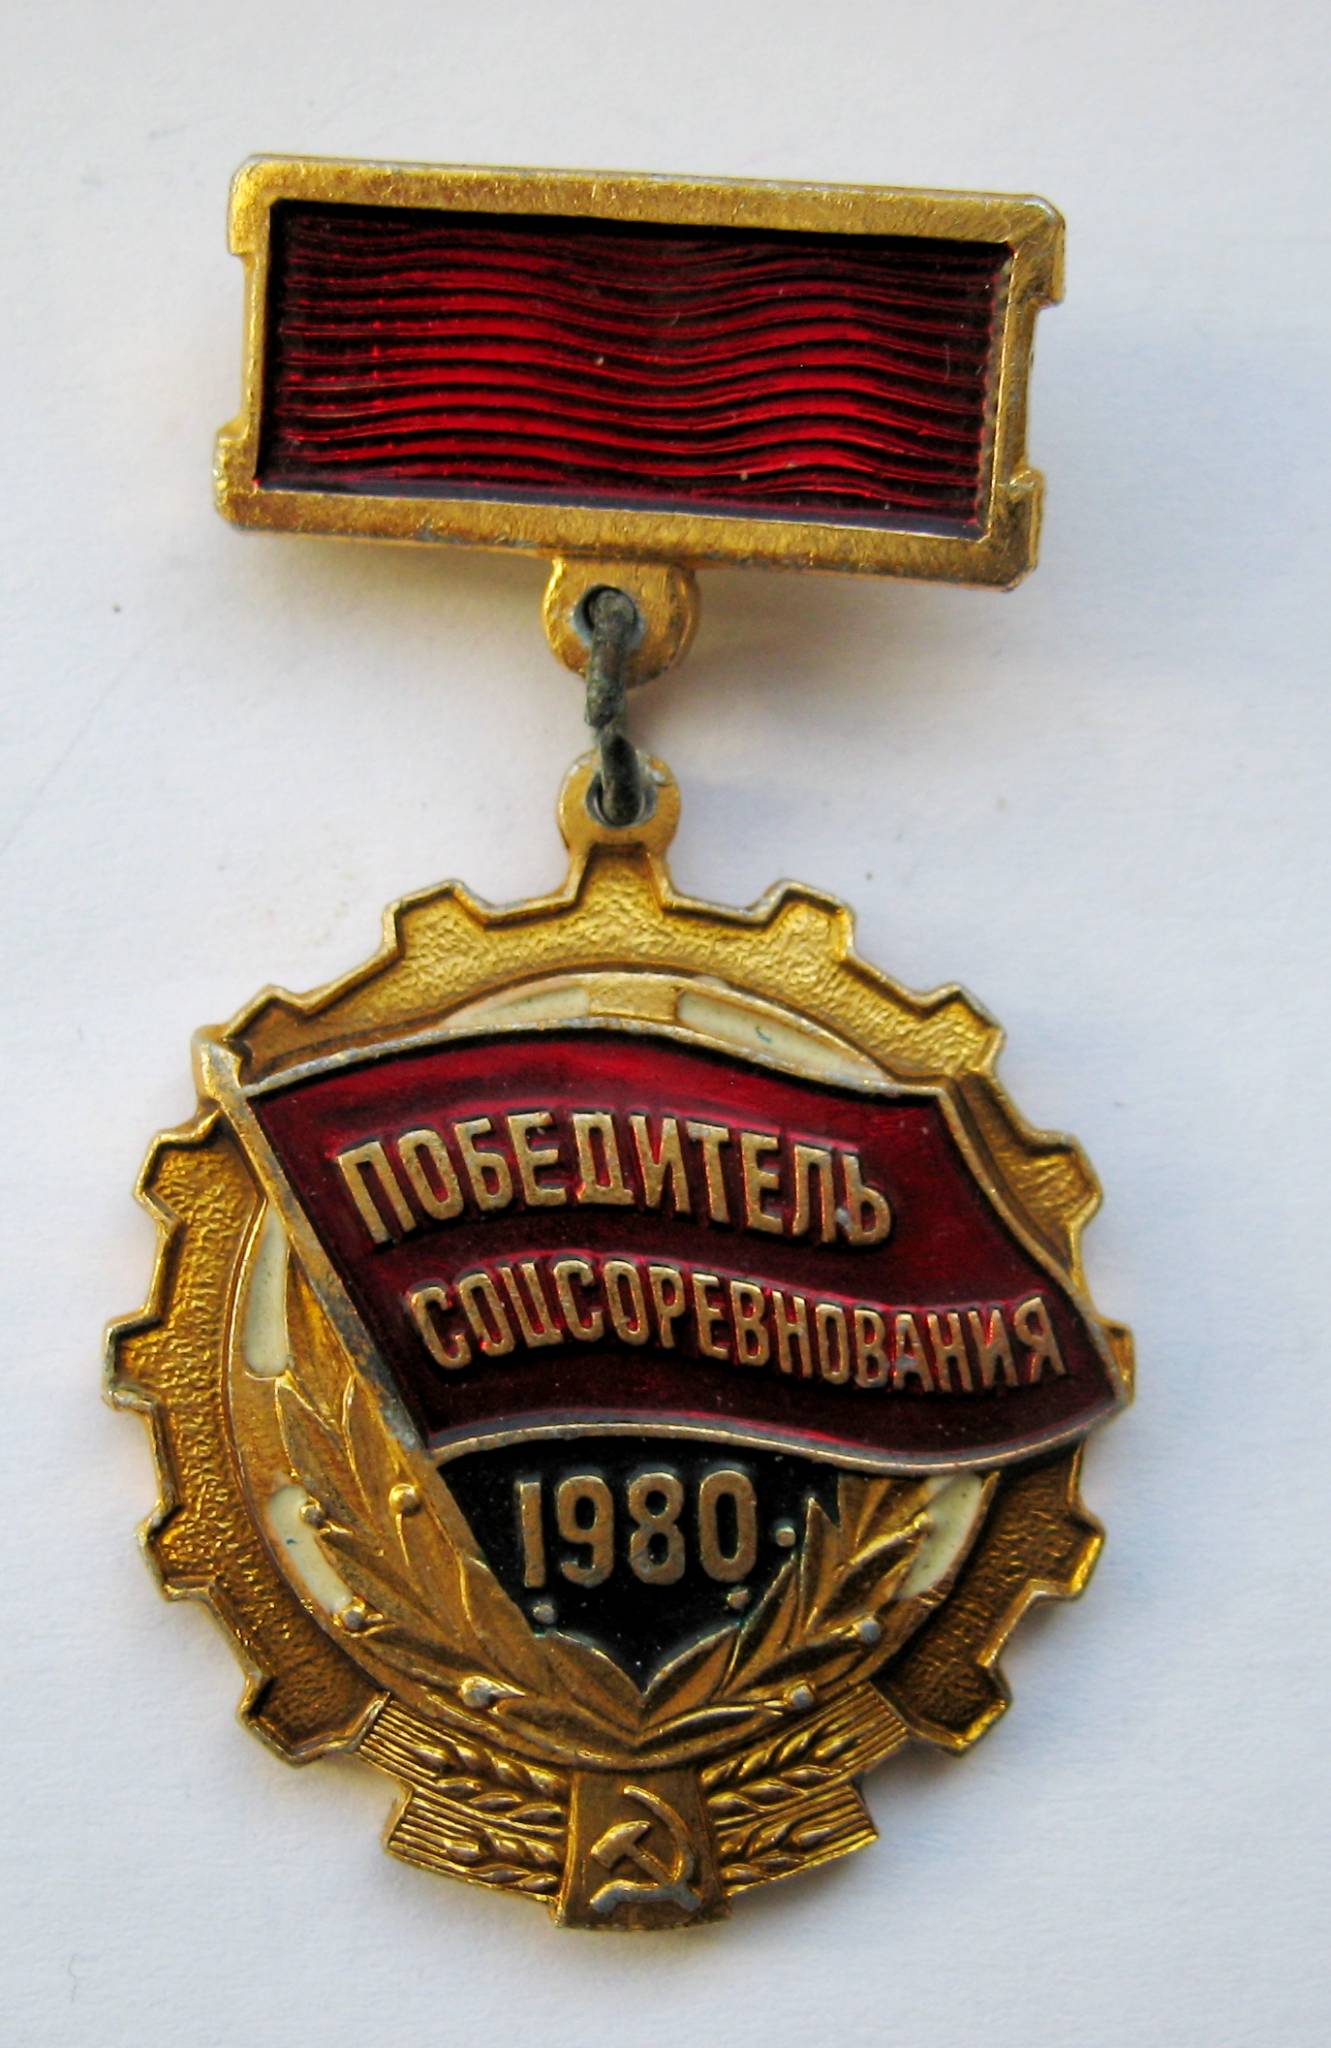 ПОБЕДИТЕЛЬ
СОЦСОРЕВНОВАНИЯ
1980